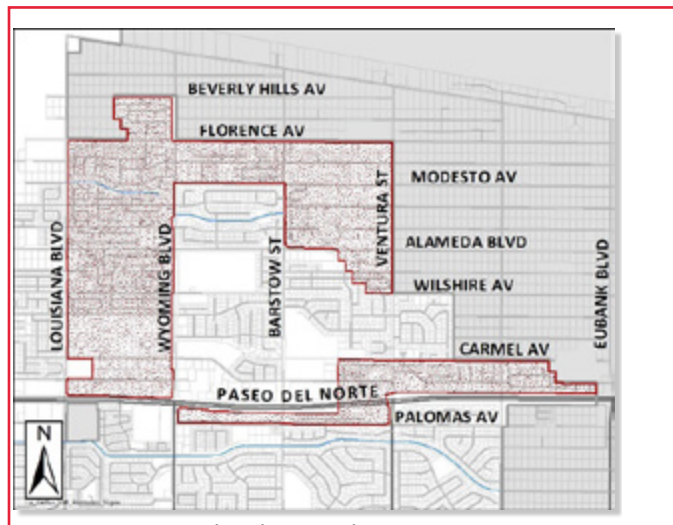 BEVERLY HILLS AV
FLORENCE AV
MODESTO AV
VENTURA ST
ALAMEDA BLVD
LOUISIANA BLVD
WYOMING BLVD
BARSTOW ST
WILSHIRE AV
EUBANK BLVD
CARMEL AV
PASEO DEL NORTE
PALOMAS AV
N